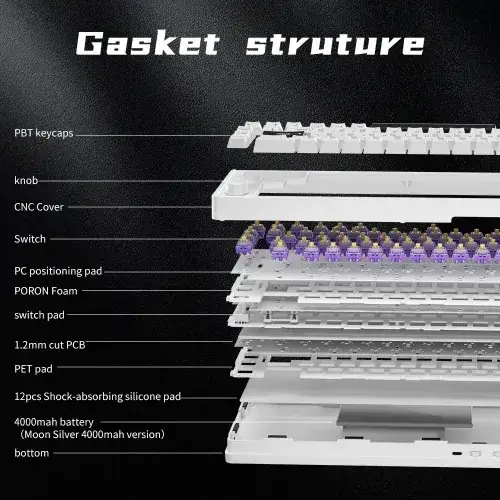 Gasket struture
PBT keycaps
knob
CNC Cover
Switch
PC positioning pad
PORON Foam
switch pad
1.2mm cut PCB
PET pad
12pcs Shock-absorbing silicone pad
4000mah battery
（Moon Silver 4000mah version）
bottom